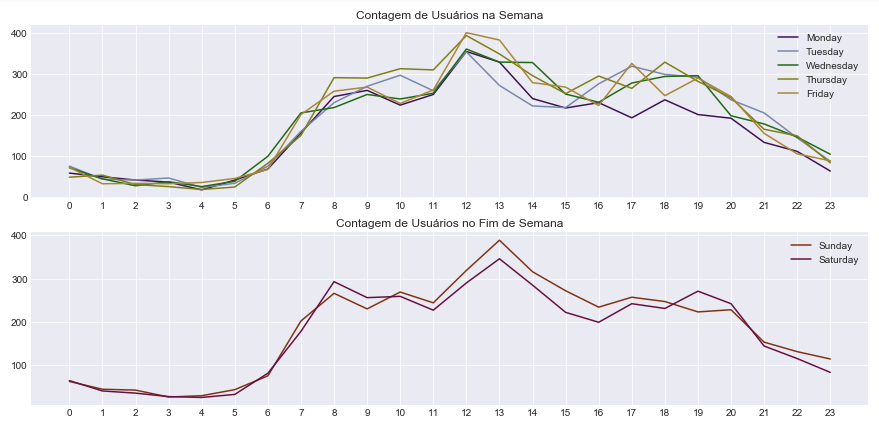 Contagem de Usuários na Semana
400
300
200
100
0
Monday
Tuesday
Wednesday
Thursday
Friday
0 1 2 3 4 5 6 7 8 9 10 11 12 13 14 15 16 17 18 19 20 21 22 23
Contagem de Usuários no Fim de Semana
400
300
200
100
Sunday
Saturday
0 1 2 3 4 5 6 7 8 9 10 11 12 13 14 15 16 17 18 19 20 21 22 23